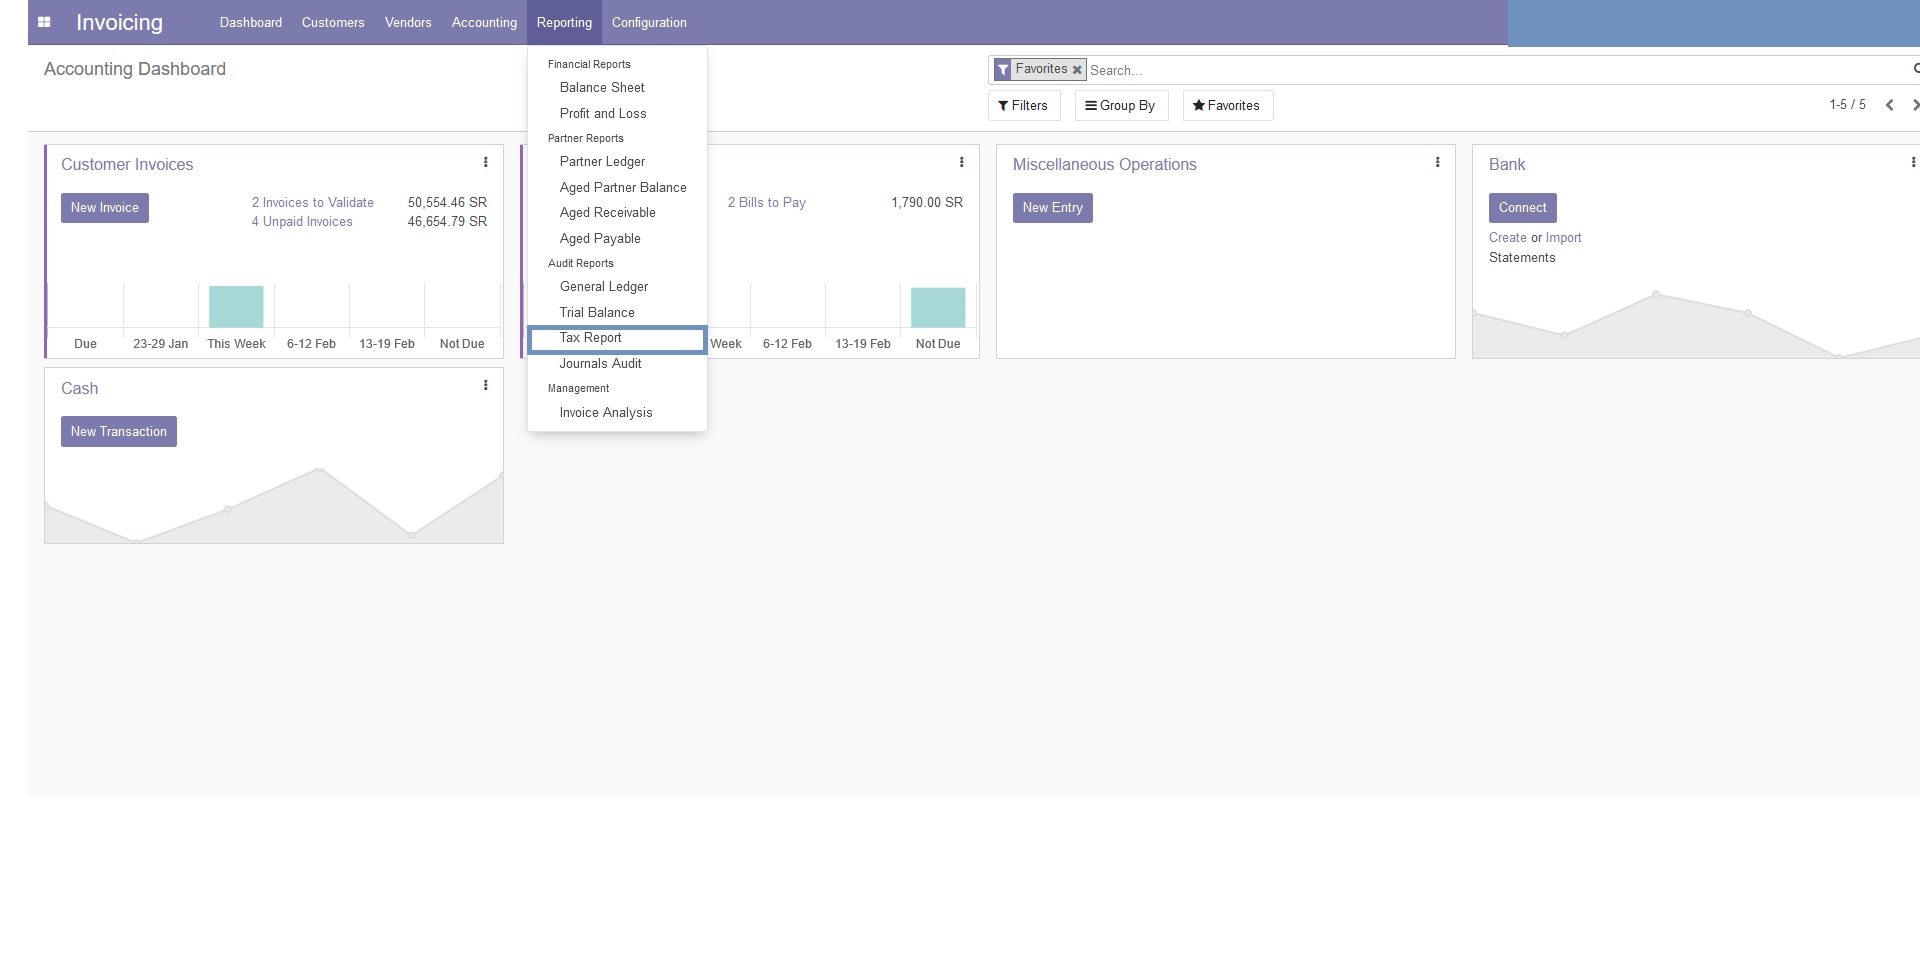 Invoicing Dashboard Customers Vendors Accounting Reporting Configuration
Accounting Dashboard
Favorites Search...
Filters Group By Favorites 1-5 / 5
Financial Reports
Balance Sheet
Profit and Loss
Partner Reports
Partner Ledger
Aged Partner Balance
Aged Receivable
Aged Payable
Audit Reports
General Ledger
Trial Balance
Tax Report
Journals Audit
Management
Invoice Analysis
Customer Invoices
New Invoice
2 Invoices to Validate 50,554.46 SR
4 Unpaid Invoices 46,654.79 SR
Due 23-29 Jan This Week 6-12 Feb 13-19 Feb Not Due
2 Bills to Pay 1,790.00 SR
Week 6-12 Feb 13-19 Feb Not Due
Miscellaneous Operations
New Entry
Bank
Connect
Create or Import
Statements
Cash
New Transaction